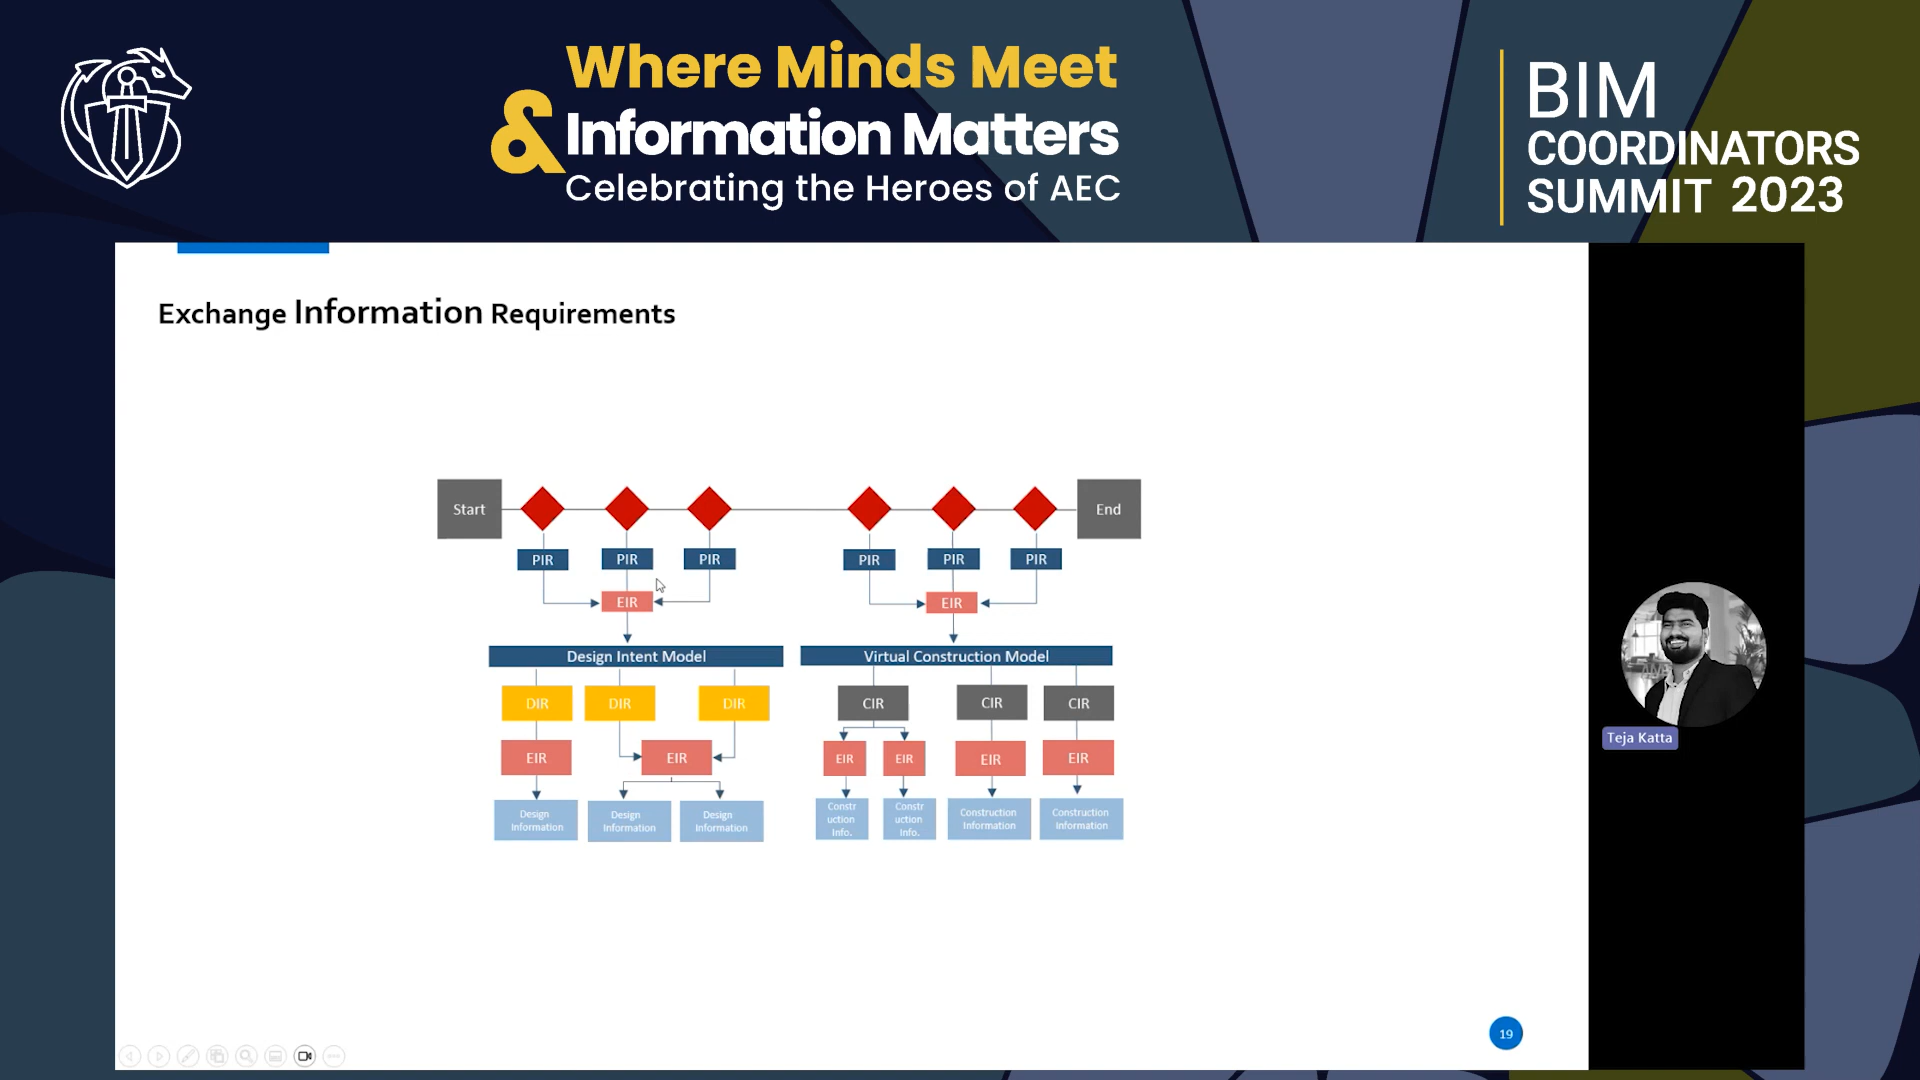 Where Minds Meet
& Information Matters
Celebrating the Heroes of AEC
BIM
COORDINATORS
SUMMIT 2023
Exchange Information Requirements
Start
End
PIR PIR PIR PIR PIR PIR
EIR EIR
Design Intent Model
Virtual Construction Model
DIR DIR DIR CIR CIR CIR
EIR EIR EIR EIR EIR EIR
Design
Information
Design
Information
Design
Information
Constr
uction
Info.
Constr
uction
Info.
Construction
Information
Construction
Information
Teja Katta
19